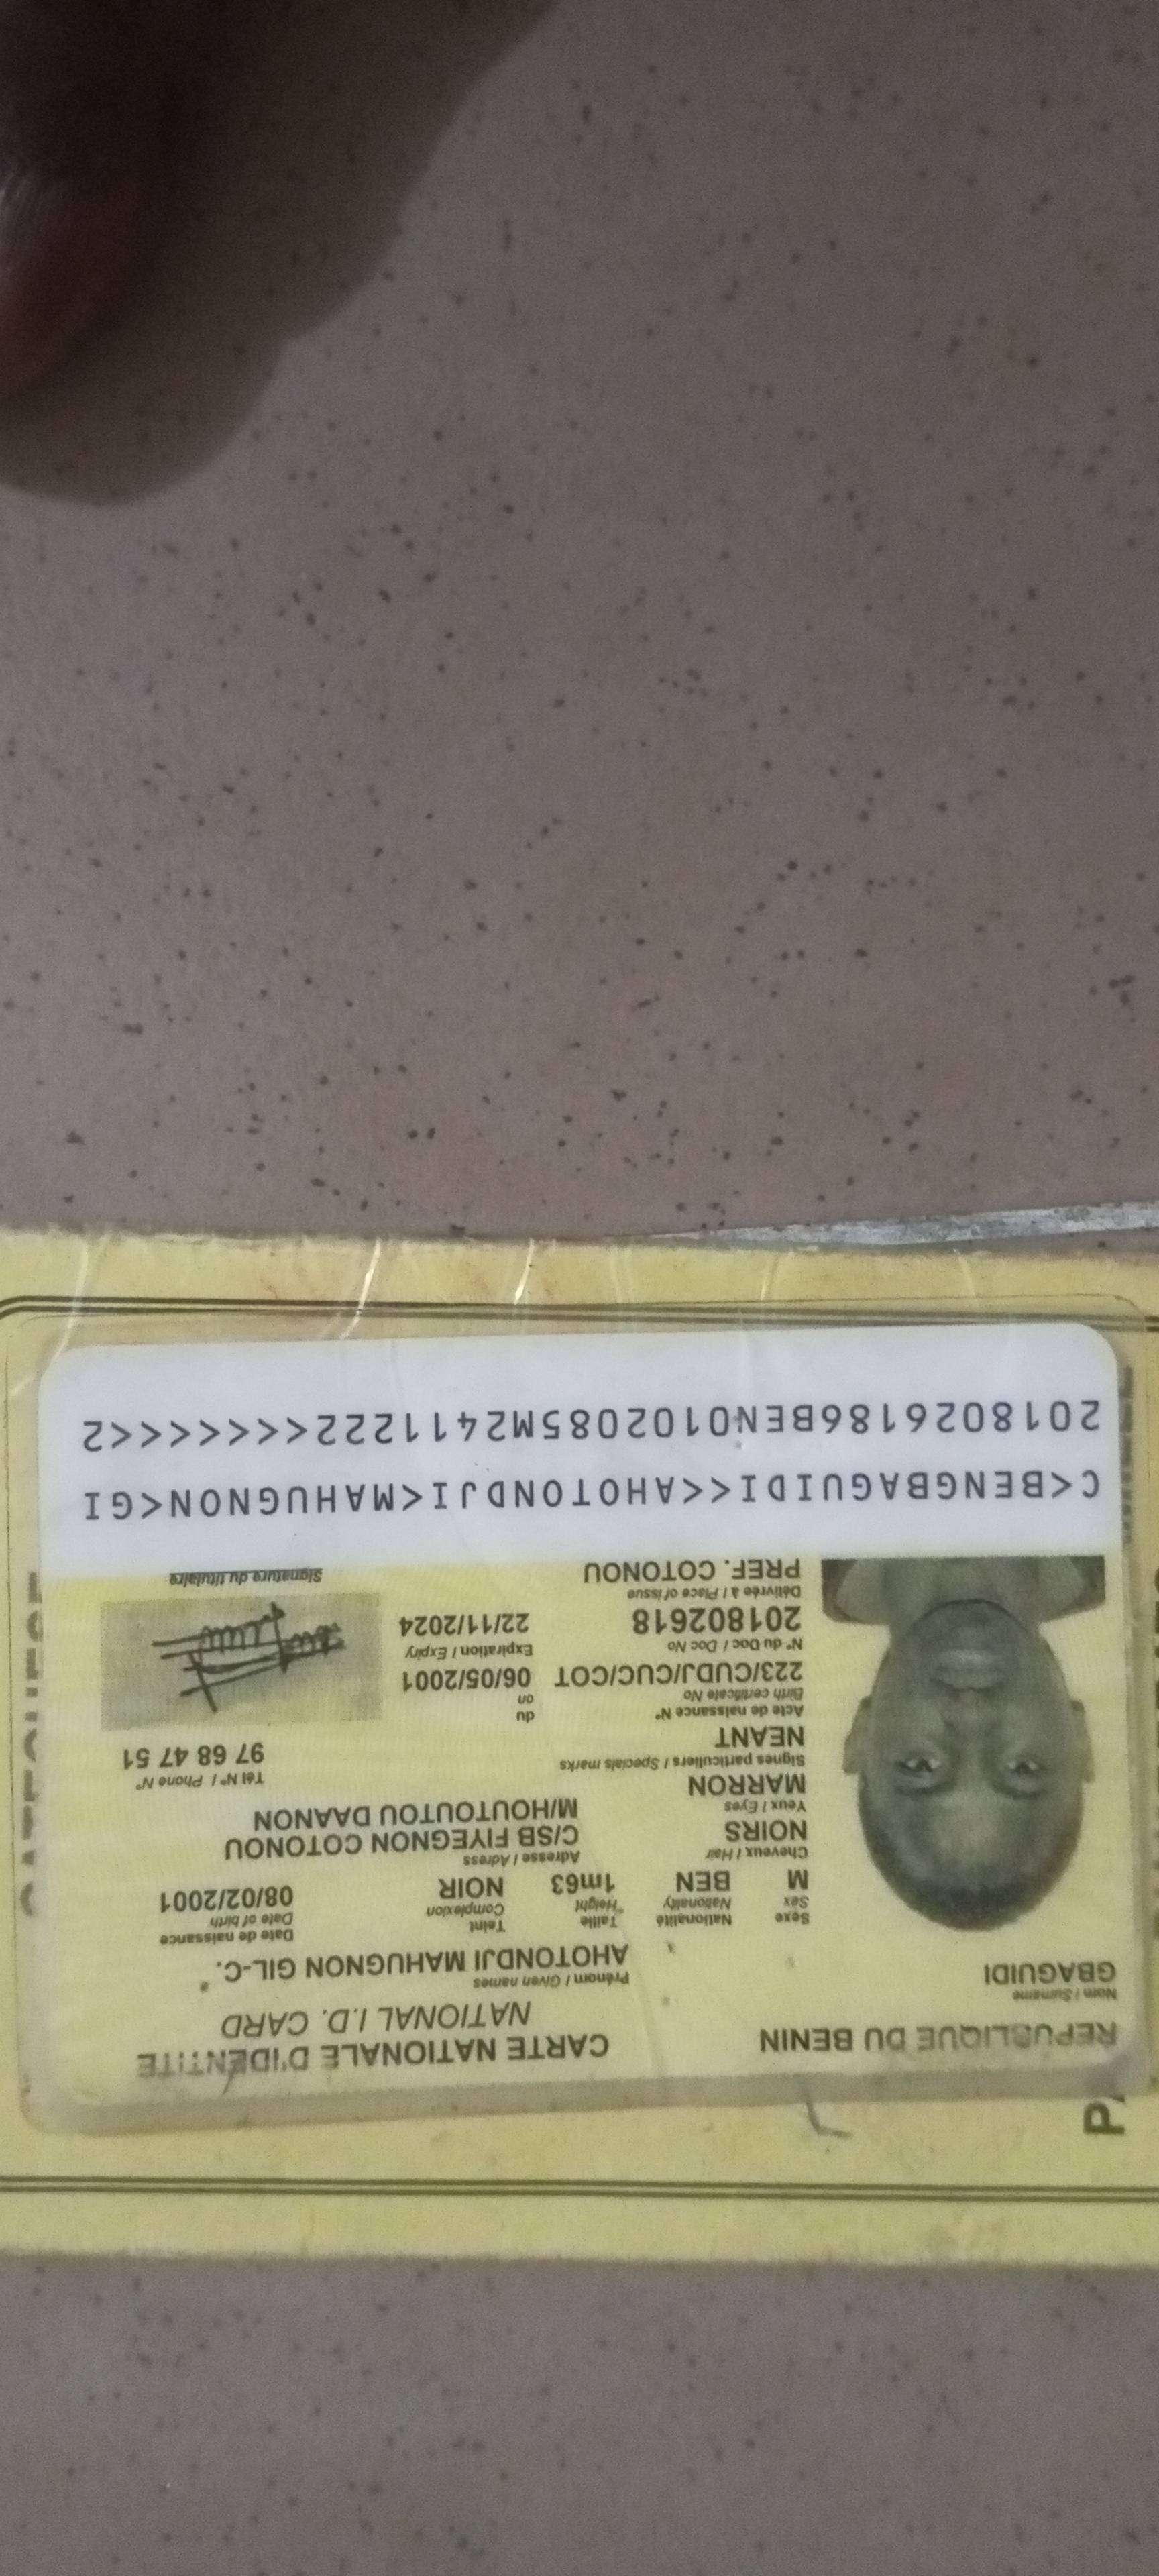 REPUBLIQUE DU BENIN
CARTE NATIONALE D'IDENTITE
NATIONAL I.D. CARD
Nom / Surname
GBAGUIDI
Prénom / Given names
AHOTONDJI MAHUGNON GIL-C.
Sexe Nationalité Taille Teint Date de naissance
Sex Nationality Height Complexion Date of birth
M BEN 1m63 NOIR 08/02/2001
Cheveux / Hair
NOIRS
Adresse / Adress
C/SB FIYEGNON COTONOU
M/HOUTOUTOU DAANON
Yeux / Eyes
MARRON
Signes particuliers / Specials marks
NEANT
Tél N° / Phone N°
97 68 47 51
Acte de naissance N° du
Birth certificate No on
223/CUDJ/CUC/COT 06/05/2001
N° du Doc / Doc No Expiration / Expiry
201802618 22/11/2024
Délivrée à / Place of issue
PREF. COTONOU
Signature du titulaire
C<BENGBAGUIDI<<AHOTONDJI<MAHUGNON<GI
2018026186BEN0102085M2411222<<<<<<<2